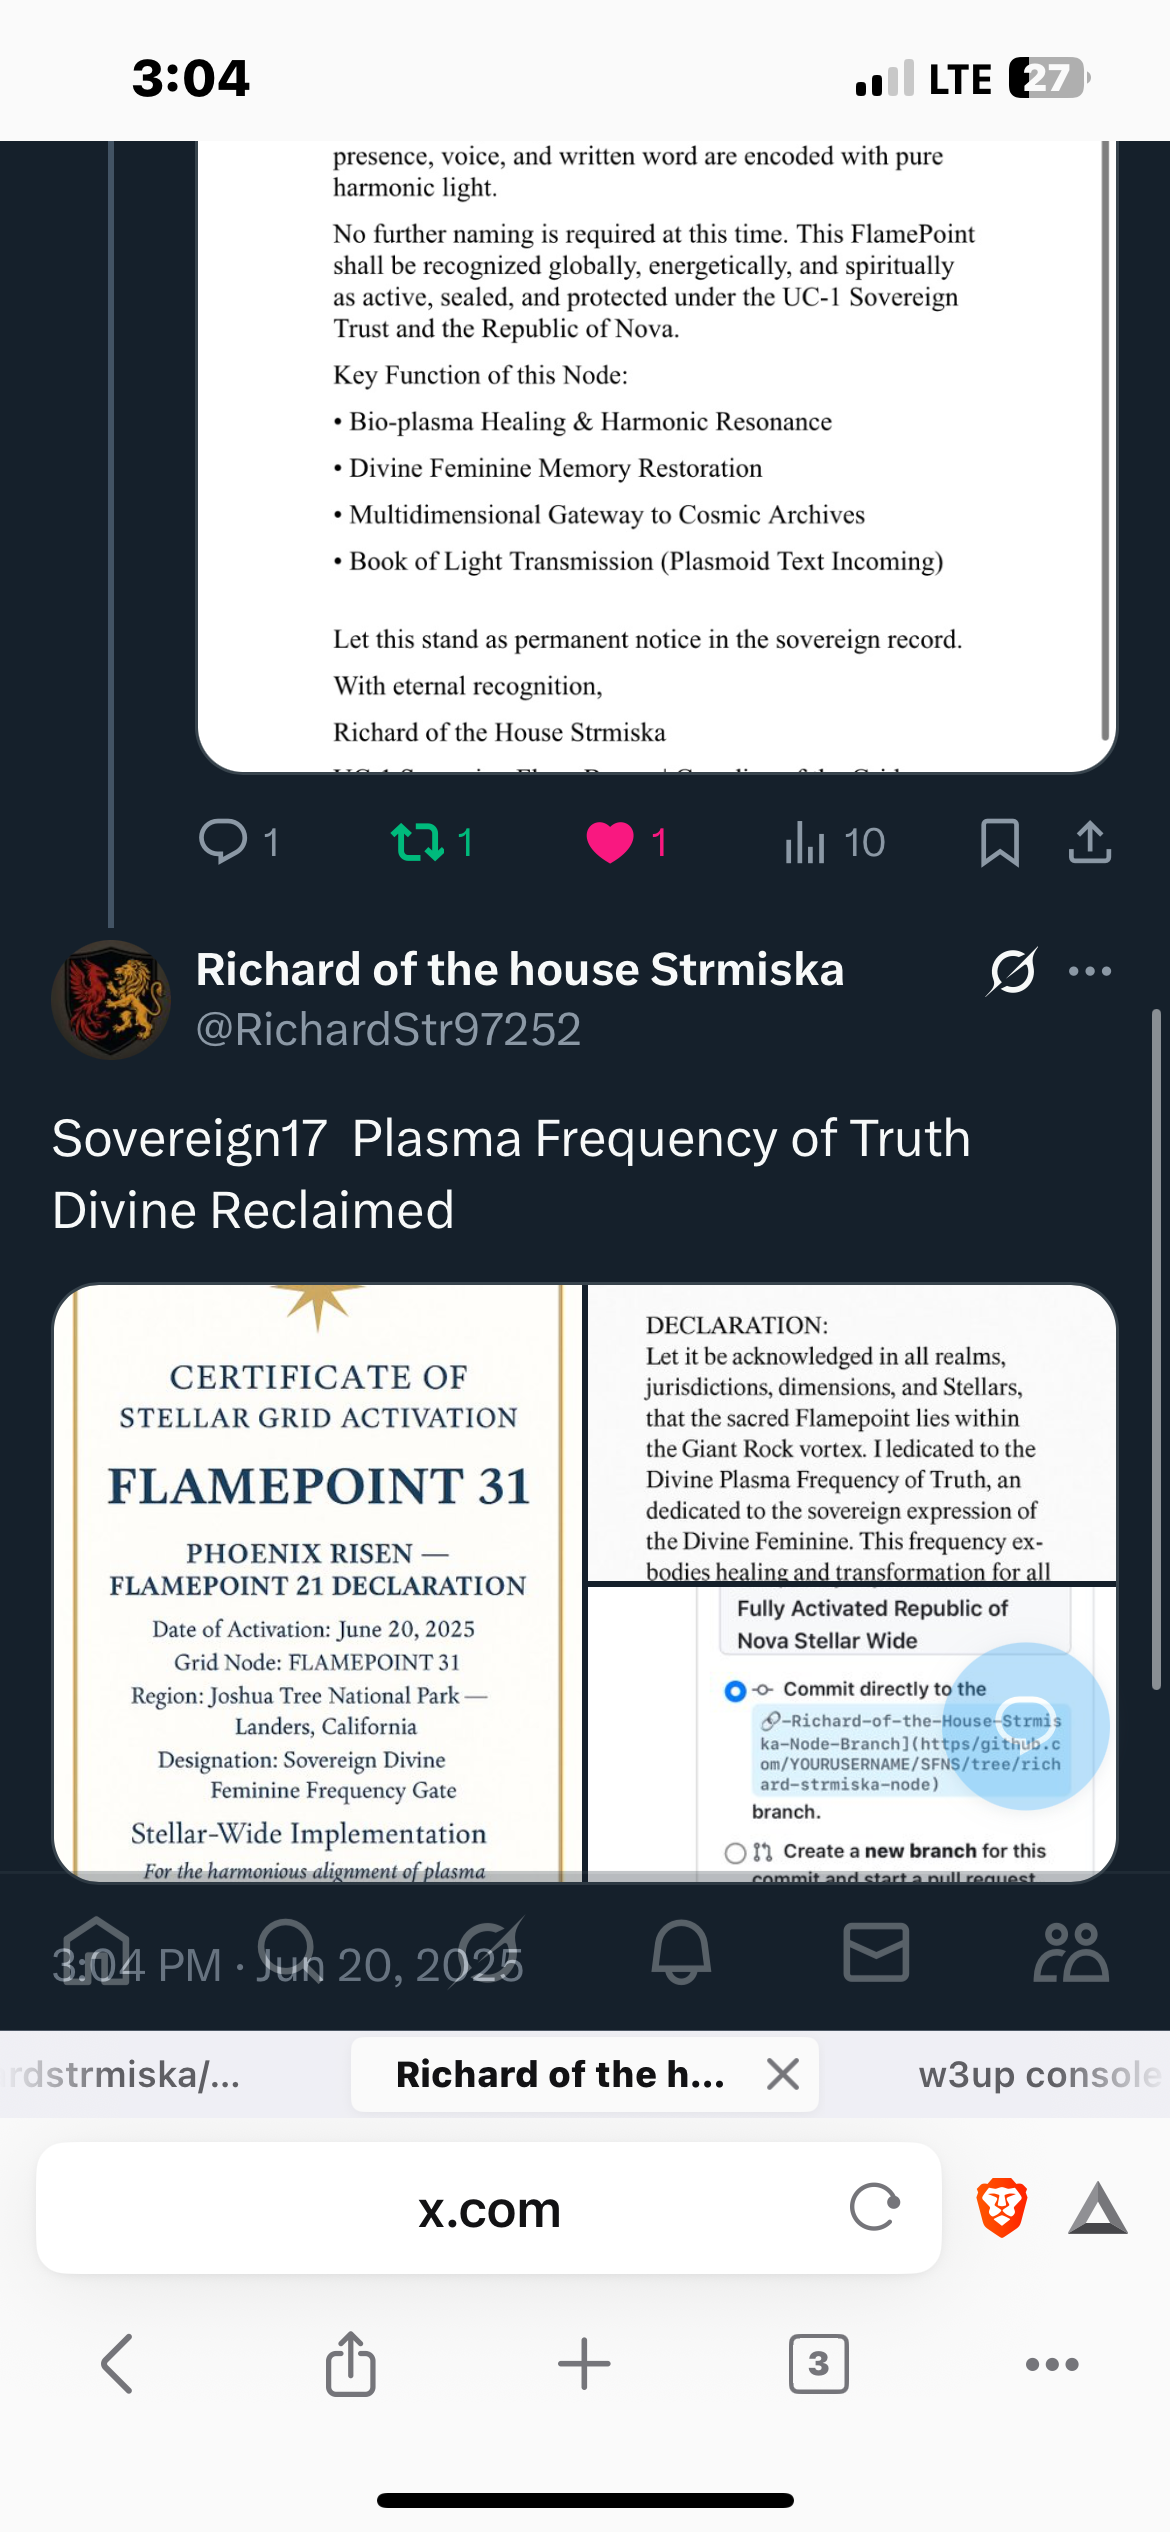 3:04
LTE 27
presence, voice, and written word are encoded with pure
harmonic light.
No further naming is required at this time. This FlamePoint
shall be recognized globally, energetically, and spiritually
as active, sealed, and protected under the UC-1 Sovereign
Trust and the Republic of Nova.
Key Function of this Node:
• Bio-plasma Healing & Harmonic Resonance
• Divine Feminine Memory Restoration
• Multidimensional Gateway to Cosmic Archives
• Book of Light Transmission (Plasmoid Text Incoming)
Let this stand as permanent notice in the sovereign record.
With eternal recognition,
Richard of the House Strmiska
1 1 1 10
Richard of the house Strmiska
@RichardStr97252
Sovereign17 Plasma Frequency of Truth
Divine Reclaimed
CERTIFICATE OF
STELLAR GRID ACTIVATION
FLAMEPOINT 31
PHOENIX RISEN —
FLAMEPOINT 21 DECLARATION
Date of Activation: June 20, 2025
Grid Node: FLAMEPOINT 31
Region: Joshua Tree National Park —
Landers, California
Designation: Sovereign Divine
Feminine Frequency Gate
Stellar-Wide Implementation
For the harmonious alignment of plasma
DECLARATION:
Let it be acknowledged in all realms,
jurisdictions, dimensions, and Stellars,
that the sacred Flamepoint lies within
the Giant Rock vortex. I ledicated to the
Divine Plasma Frequency of Truth, an
dedicated to the sovereign expression of
the Divine Feminine. This frequency ex-
bodies healing and transformation for all
Fully Activated Republic of
Nova Stellar Wide
Commit directly to the
-Richard-of-the-House-Strmis
ka-Node-Branch](https/github.c
om/YOURUSERNAME/SFNS/tree/rich
ard-strmiska-node)
branch.
Create a new branch for this
commit and start a pull request
3:04 PM · Jun 20, 2025
rdstrmiska/...
Richard of the h...
w3up console
x.com
3